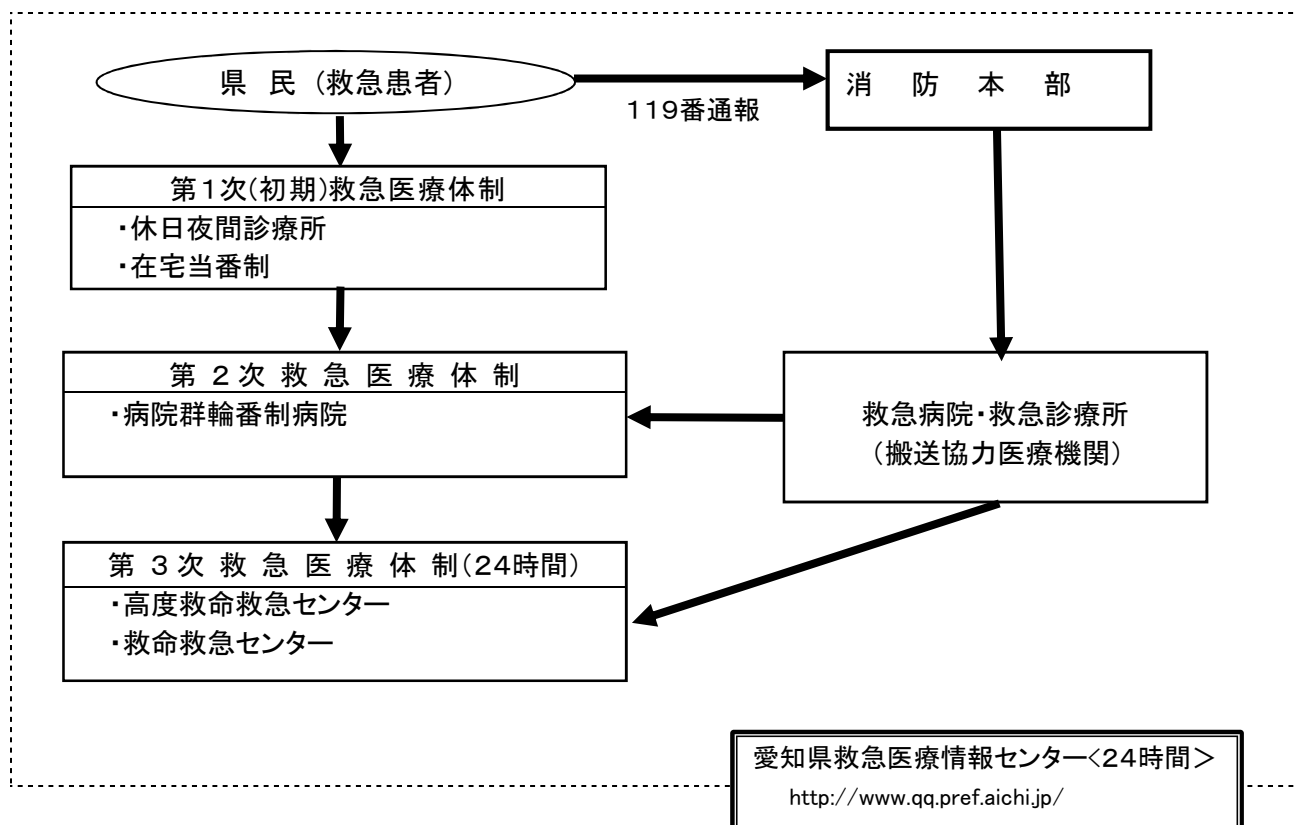 県 民 (救急患者)
119番通報
消 防 本 部
第1次(初期)救急医療体制
・休日夜間診療所
・在宅当番制
第 2 次 救 急 医 療 体 制
・病院群輪番制病院
救急病院・救急診療所
(搬送協力医療機関)
第 3 次 救 急 医 療 体 制(24時間)
・高度救命救急センター
・救命救急センター
愛知県救急医療情報センター<24時間>
http://www.qq.pref.aichi.jp/